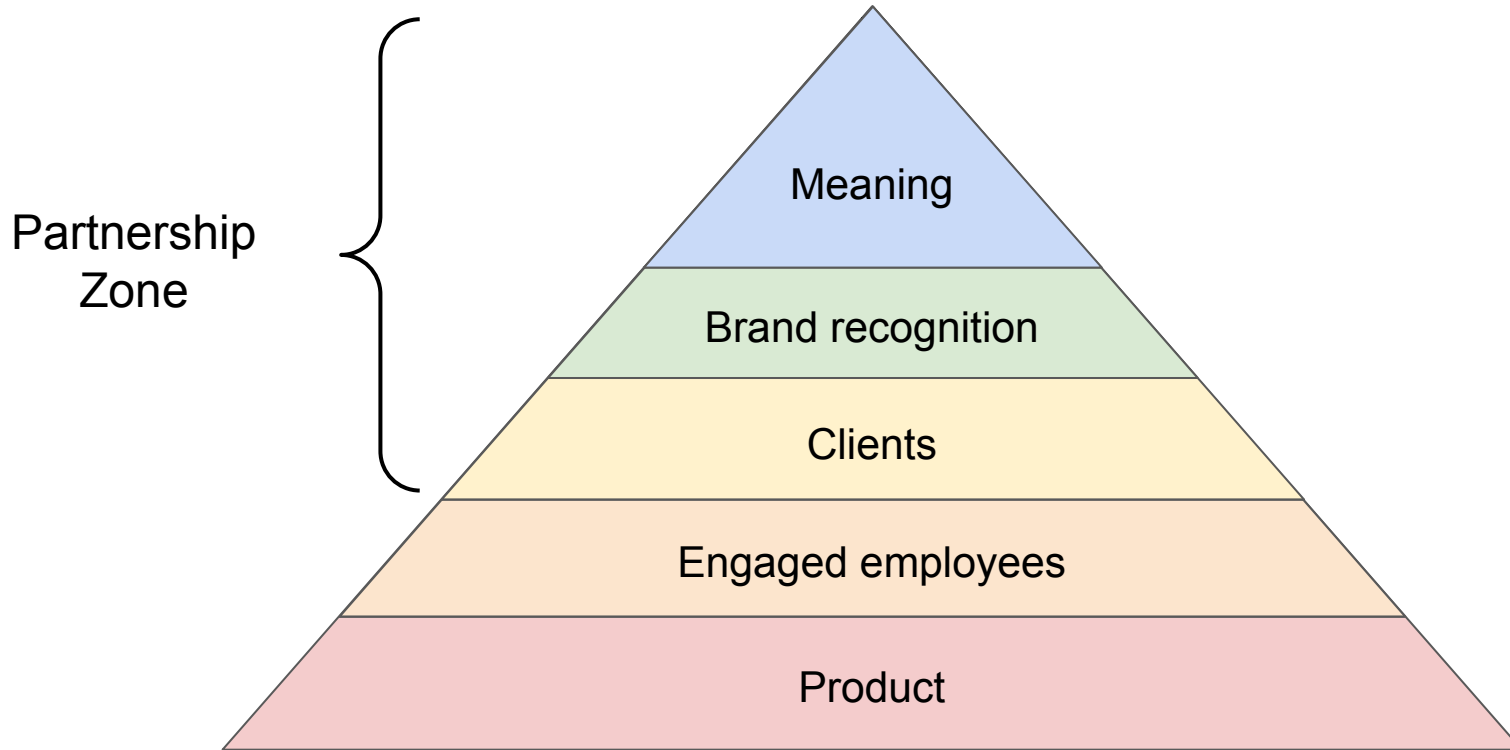 Partnership
Zone
Meaning
Brand recognition
Clients
Engaged employees
Product